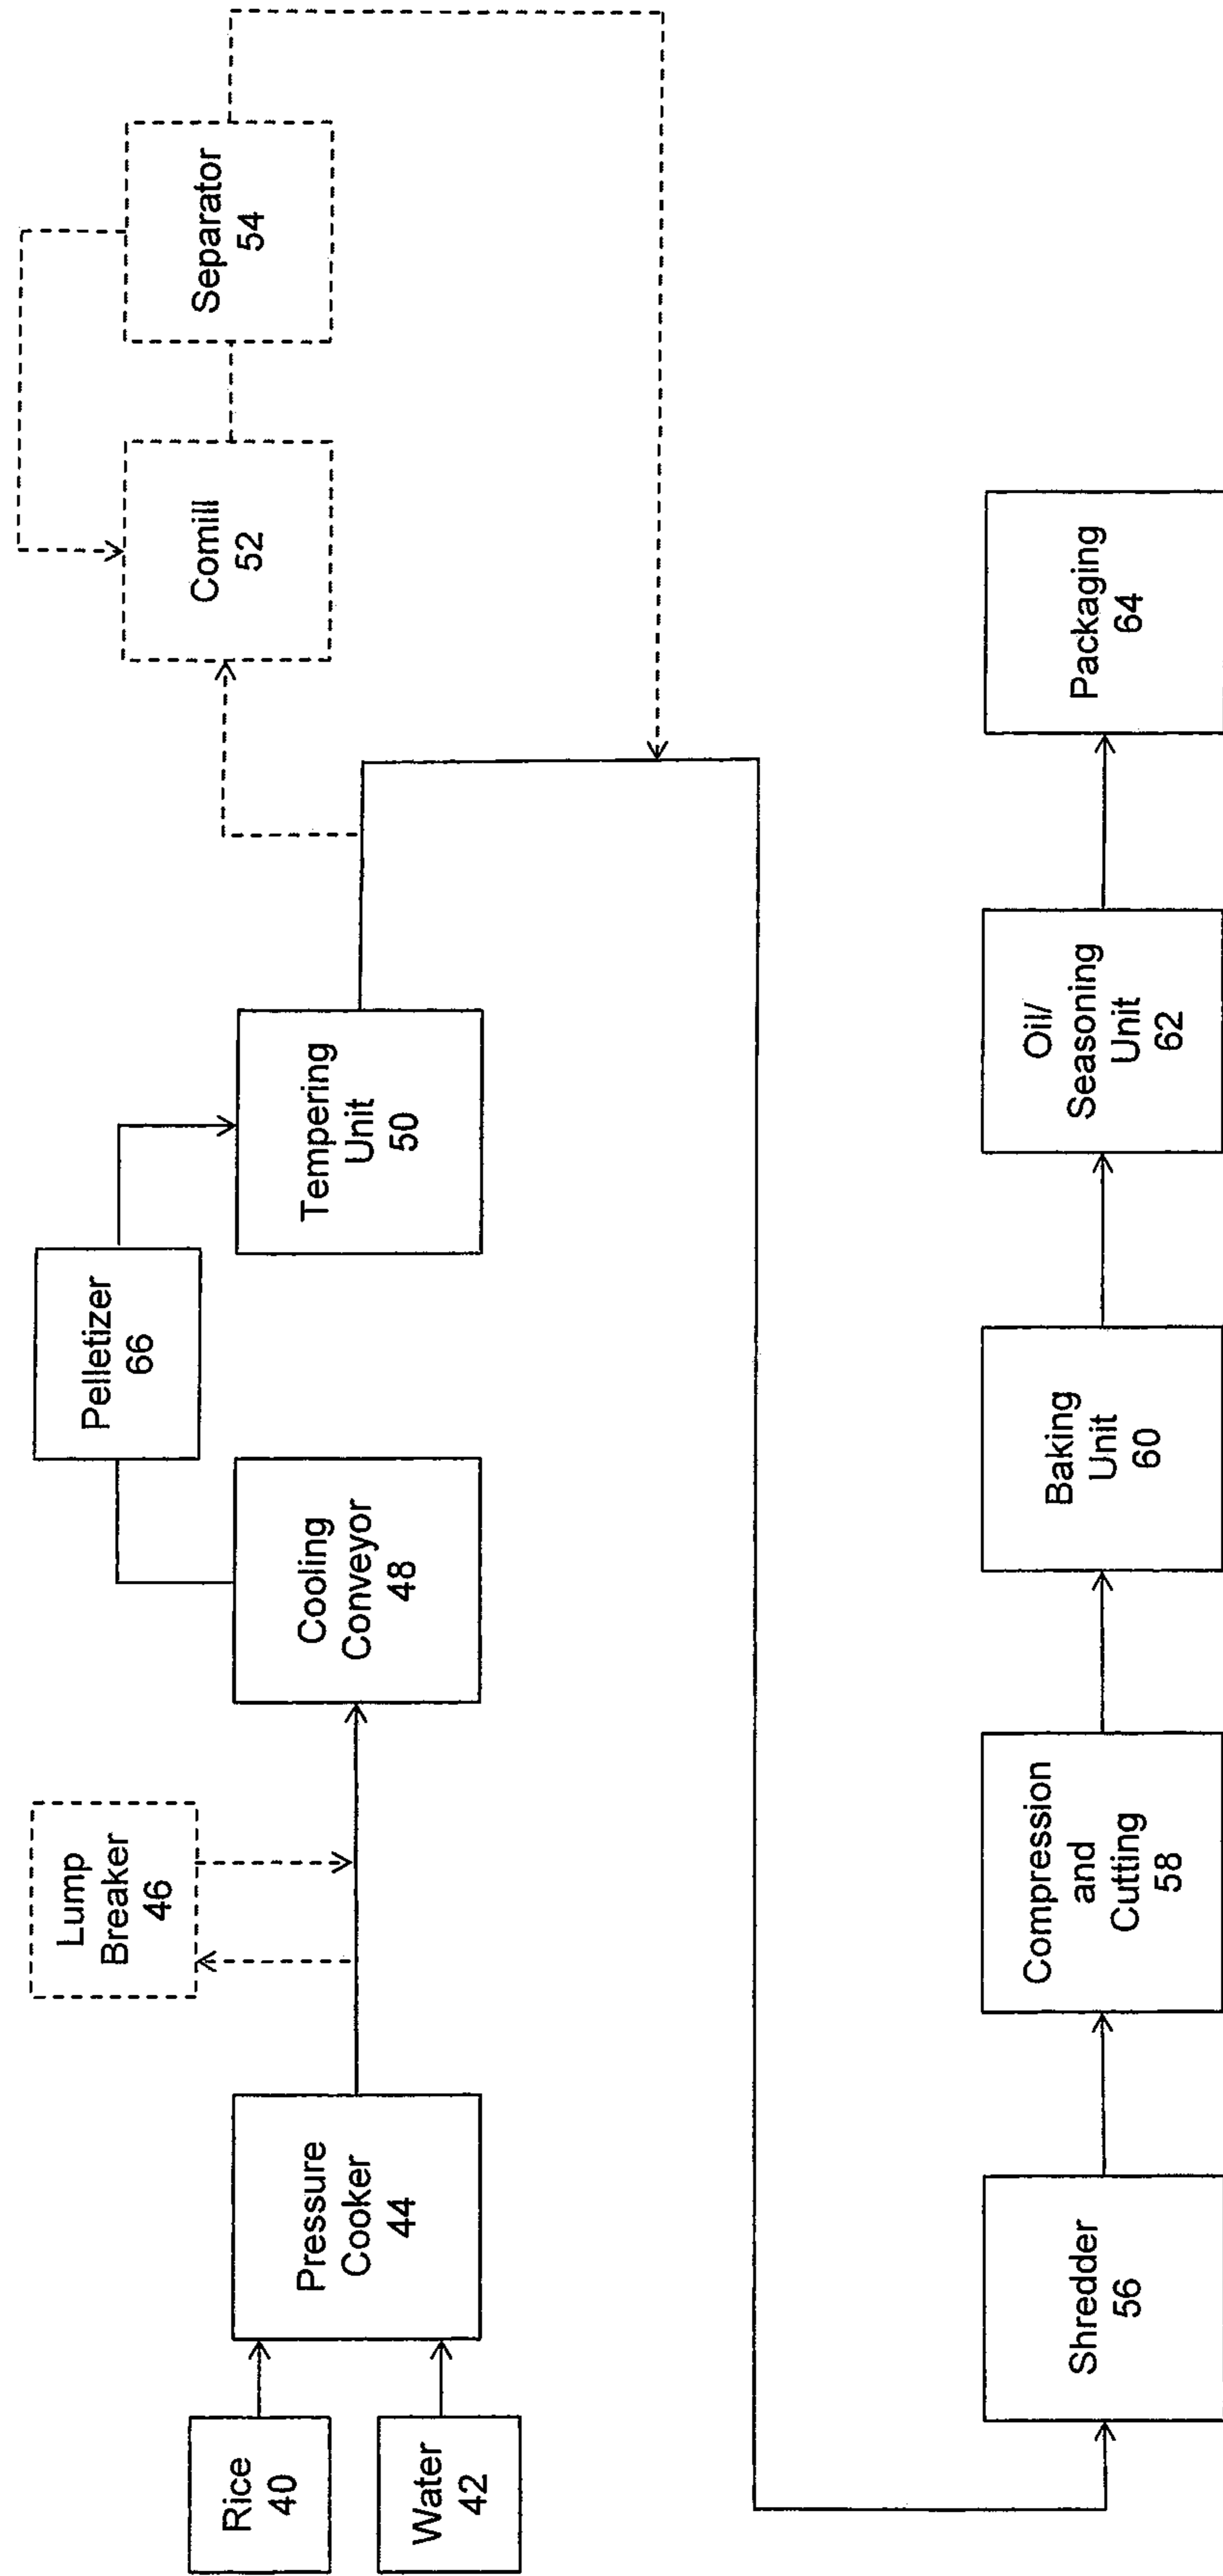 Rice
40
Water
42
Pressure
Cooker
44
Lump
Breaker
46
Cooling
Conveyor
48
Pelletizer
66
Tempering
Unit
50
Comill
52
Separator
54
Shredder
56
Compression
and
Cutting
58
Baking
Unit
60
Oil/
Seasoning
Unit
62
Packaging
64